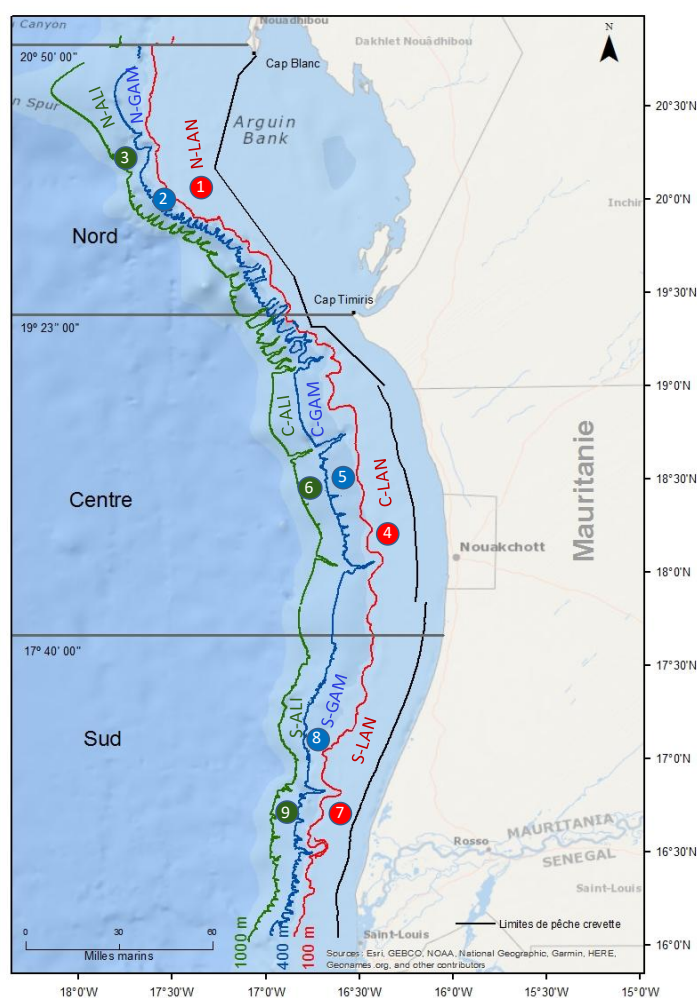 Canyon
Nouâdhibou
N
20° 50' 00"
Cap Blanc
Dakhlet Nouâdhibou
20°30'N
n Spur
N-ALI
N-GAM
N-LAN
Arguin
Bank
3
1
2
20°0'N
Inchir
Nord
19°30'N
Cap Timiris
19° 23' 00"
19°0'N
C-ALI
C-GAM
Mauritanie
5
18°30'N
6
C-LAN
Centre
4
Nouakchott
18°0'N
17° 40' 00"
17°30'N
S-ALI
S-GAM
S-LAN
Sud
8
17°0'N
9
7
MAURITANIA
Rosso
SENEGAL
16°30'N
Saint-Louis
1000 m
400 m
100 m
Limites de pêche crevette
0 30 60
Milles marins
Saint-Louis
16°0'N
Sources : Esri, GEBCO, NOAA, National Geographic, Garmin, HERE,
Geonames.org, and other contributors
18°0'W 17°30'W 17°0'W 16°30'W 16°0'W 15°30'W 15°0'W